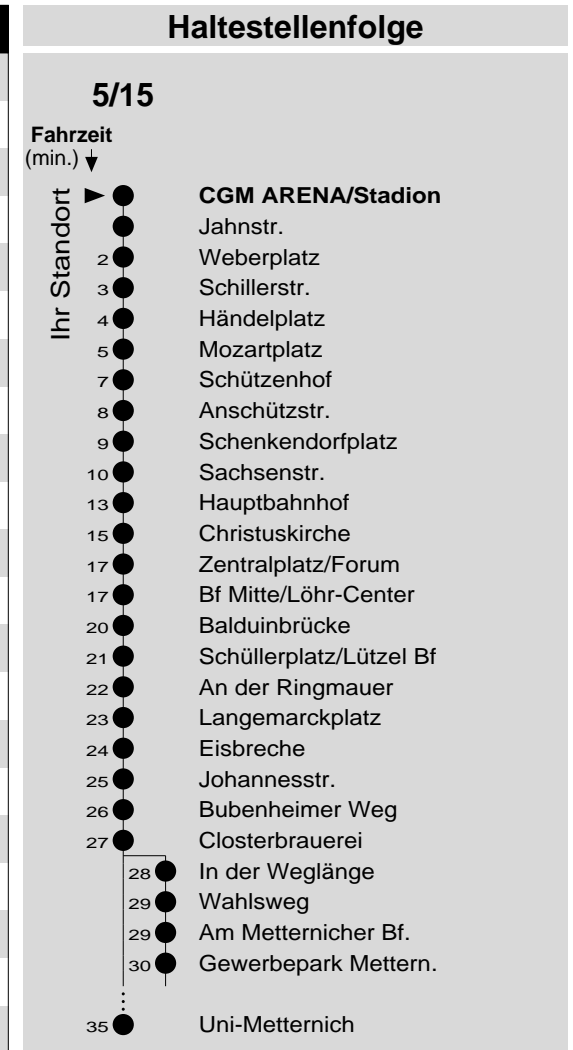 Haltestellenfolge
5/15
Fahrzeit
(min.)
Ihr Standort
CGM ARENA/Stadion
Jahnstr.
2 Weberplatz
3 Schillerstr.
4 Händelplatz
5 Mozartplatz
7 Schützenhof
8 Anschützstr.
9 Schenkendorfplatz
10 Sachsenstr.
13 Hauptbahnhof
15 Christuskirche
17 Zentralplatz/Forum
17 Bf Mitte/Löhr-Center
20 Balduinbrücke
21 Schüllerplatz/Lützel Bf
22 An der Ringmauer
23 Langemarckplatz
24 Eisbreche
25 Johannesstr.
26 Bubenheimer Weg
27 Closterbrauerei
28 In der Weglänge
29 Wahlsweg
29 Am Metternicher Bf.
30 Gewerbepark Mettern.
35 Uni-Metternich